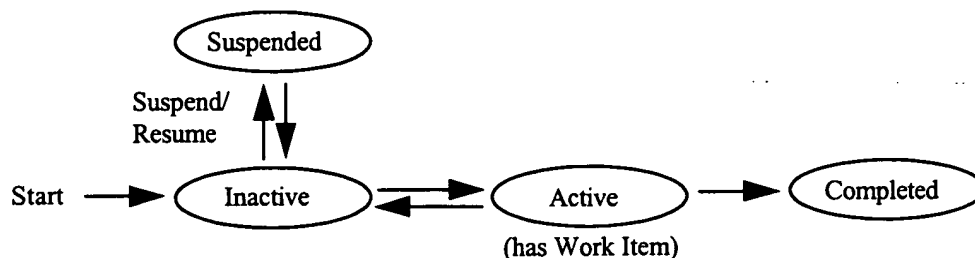 Suspended
Suspend/
Resume
Start
Inactive
Active
Completed
(has Work Item)